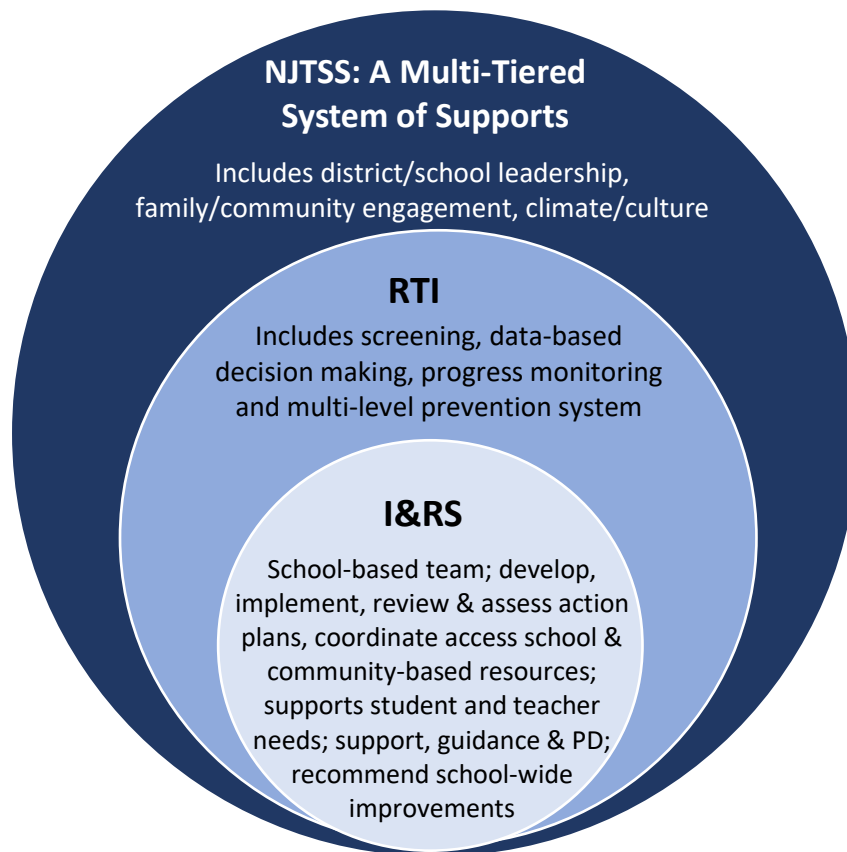 NJTSS: A Multi-Tiered
System of Supports
Includes district/school leadership,
family/community engagement, climate/culture
RTI
Includes screening, data-based
decision making, progress monitoring
and multi-level prevention system
I&RS
School-based team; develop,
implement, review & assess action
plans, coordinate access school &
community-based resources;
supports student and teacher
needs; support, guidance & PD;
recommend school-wide
improvements